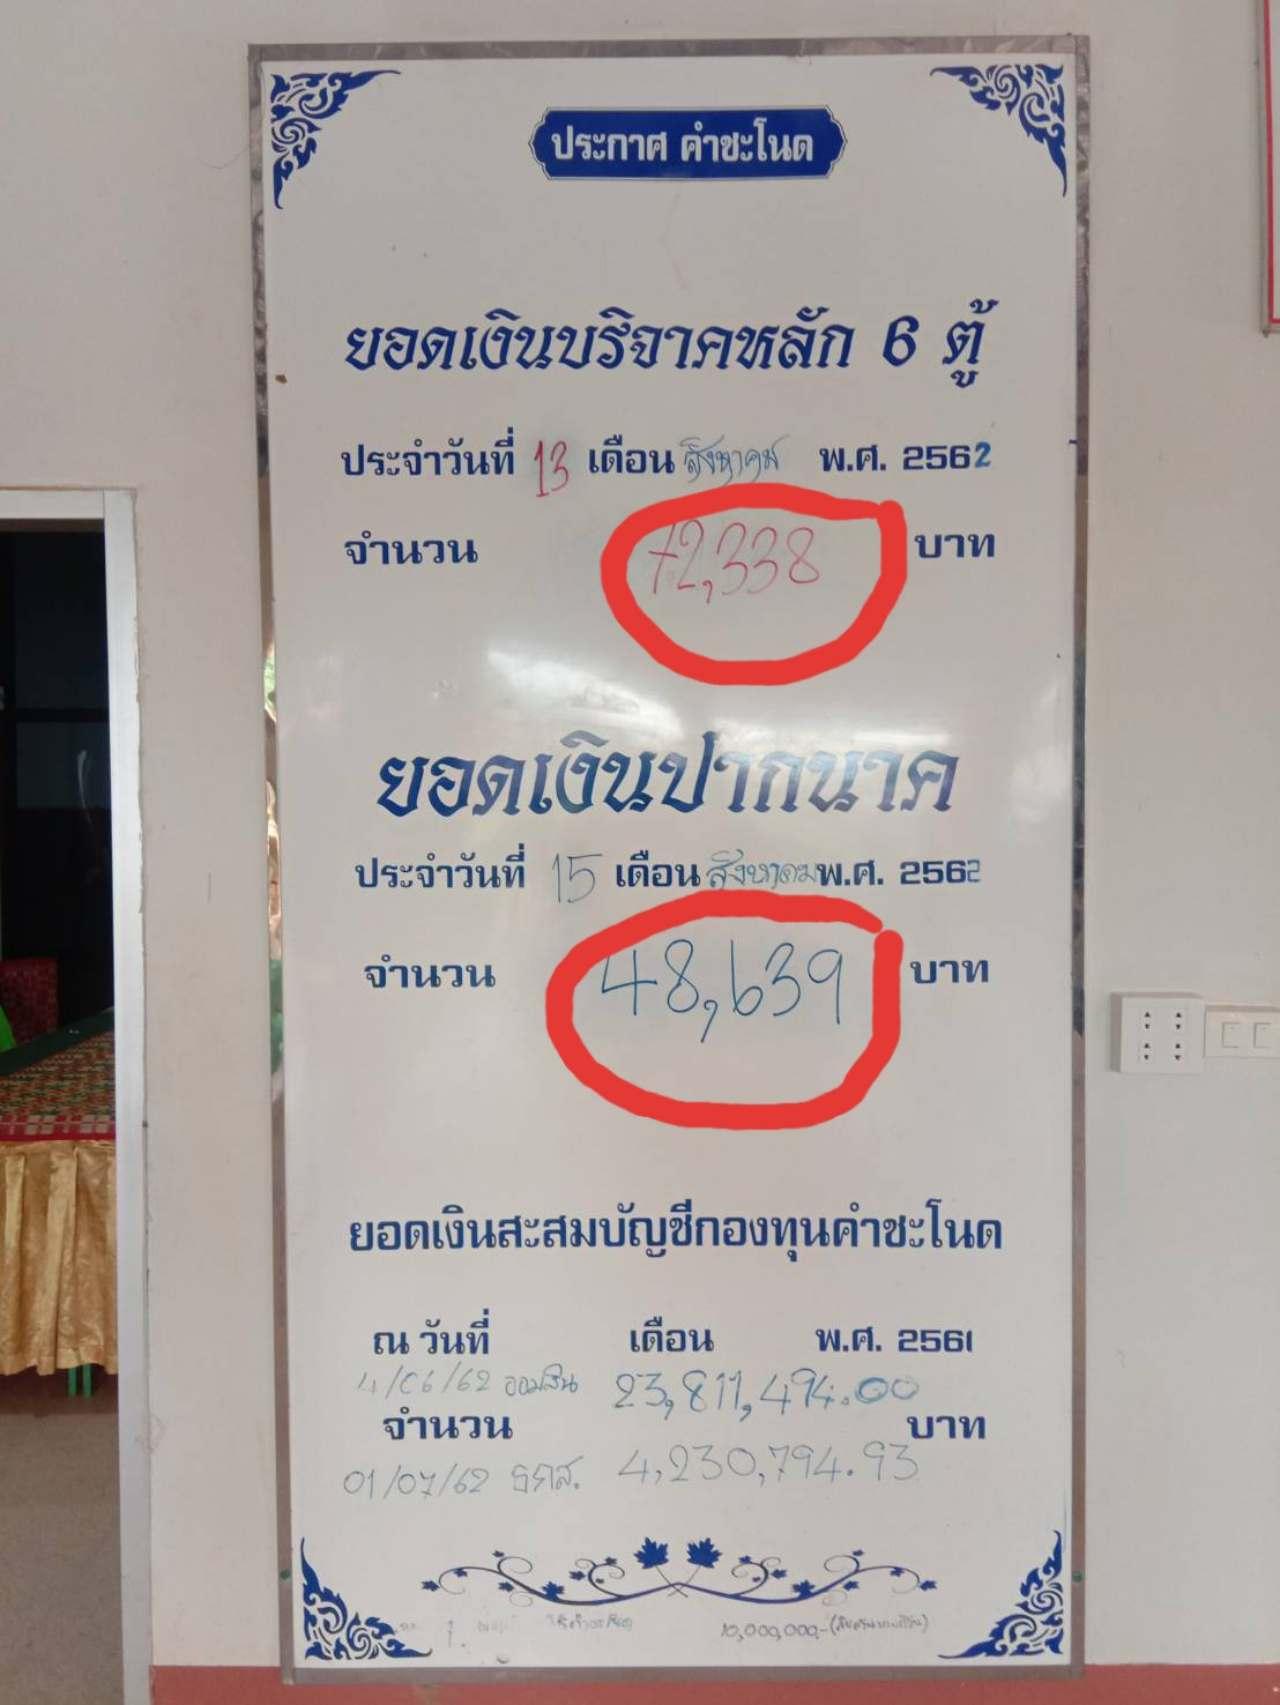 ประกาศ คำชะโนด
ยอดเงินบริจาคหลัก 6 ตู้
ประจำวันที่ 13 เดือน สิงหาคม พ.ศ. 2562
จำนวน 72,338 บาท
ยอดเงินปากนาค
ประจำวันที่ 15 เดือน สิงหาคม พ.ศ. 2562
จำนวน 48,639 บาท
ยอดเงินสะสมบัญชีกองทุนคำชะโนด
ณ วันที่ เดือน พ.ศ. 2561
4/06/62 ออมสิน 23,811,494.00
จำนวน บาท
01/07/62 ธกส. 4,230,794.93
10,000,000.-